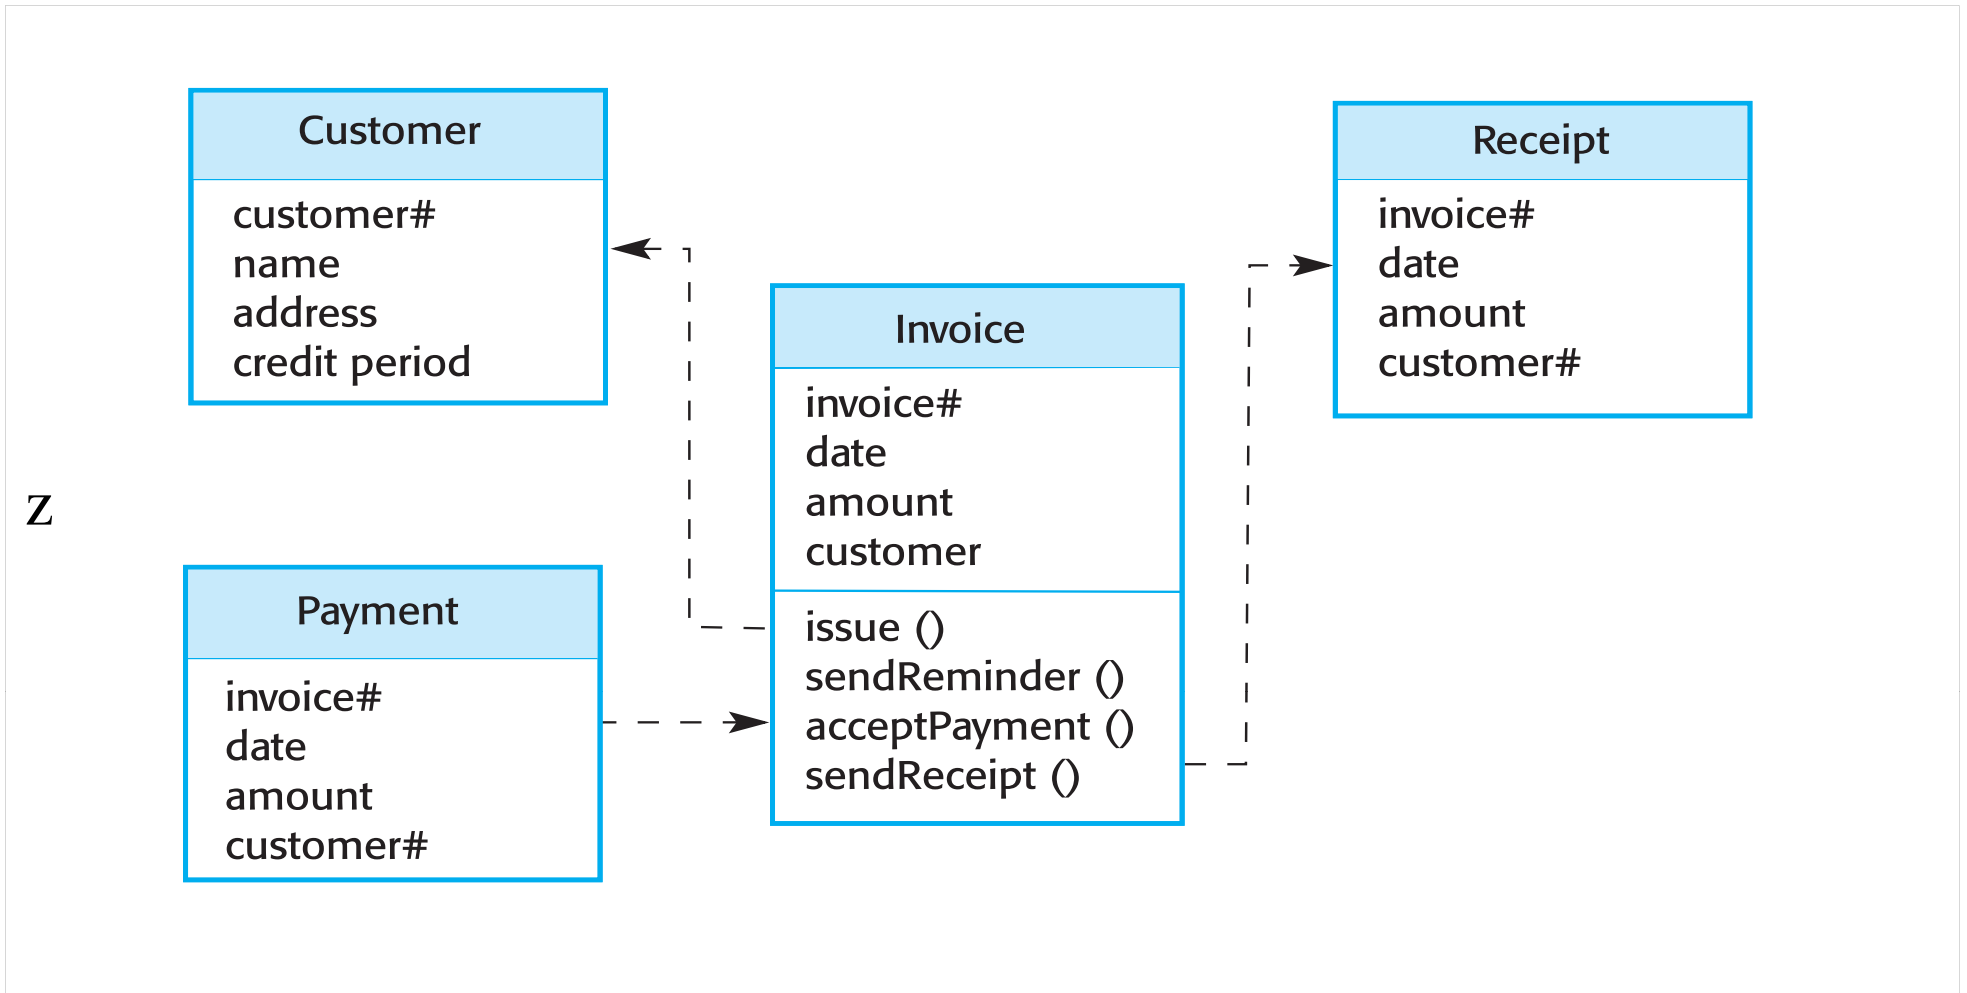 Customer
customer#
name
address
credit period
Receipt
invoice#
date
amount
customer#
Invoice
invoice#
date
amount
customer
issue ()
sendReminder ()
acceptPayment ()
sendReceipt ()
z
Payment
invoice#
date
amount
customer#